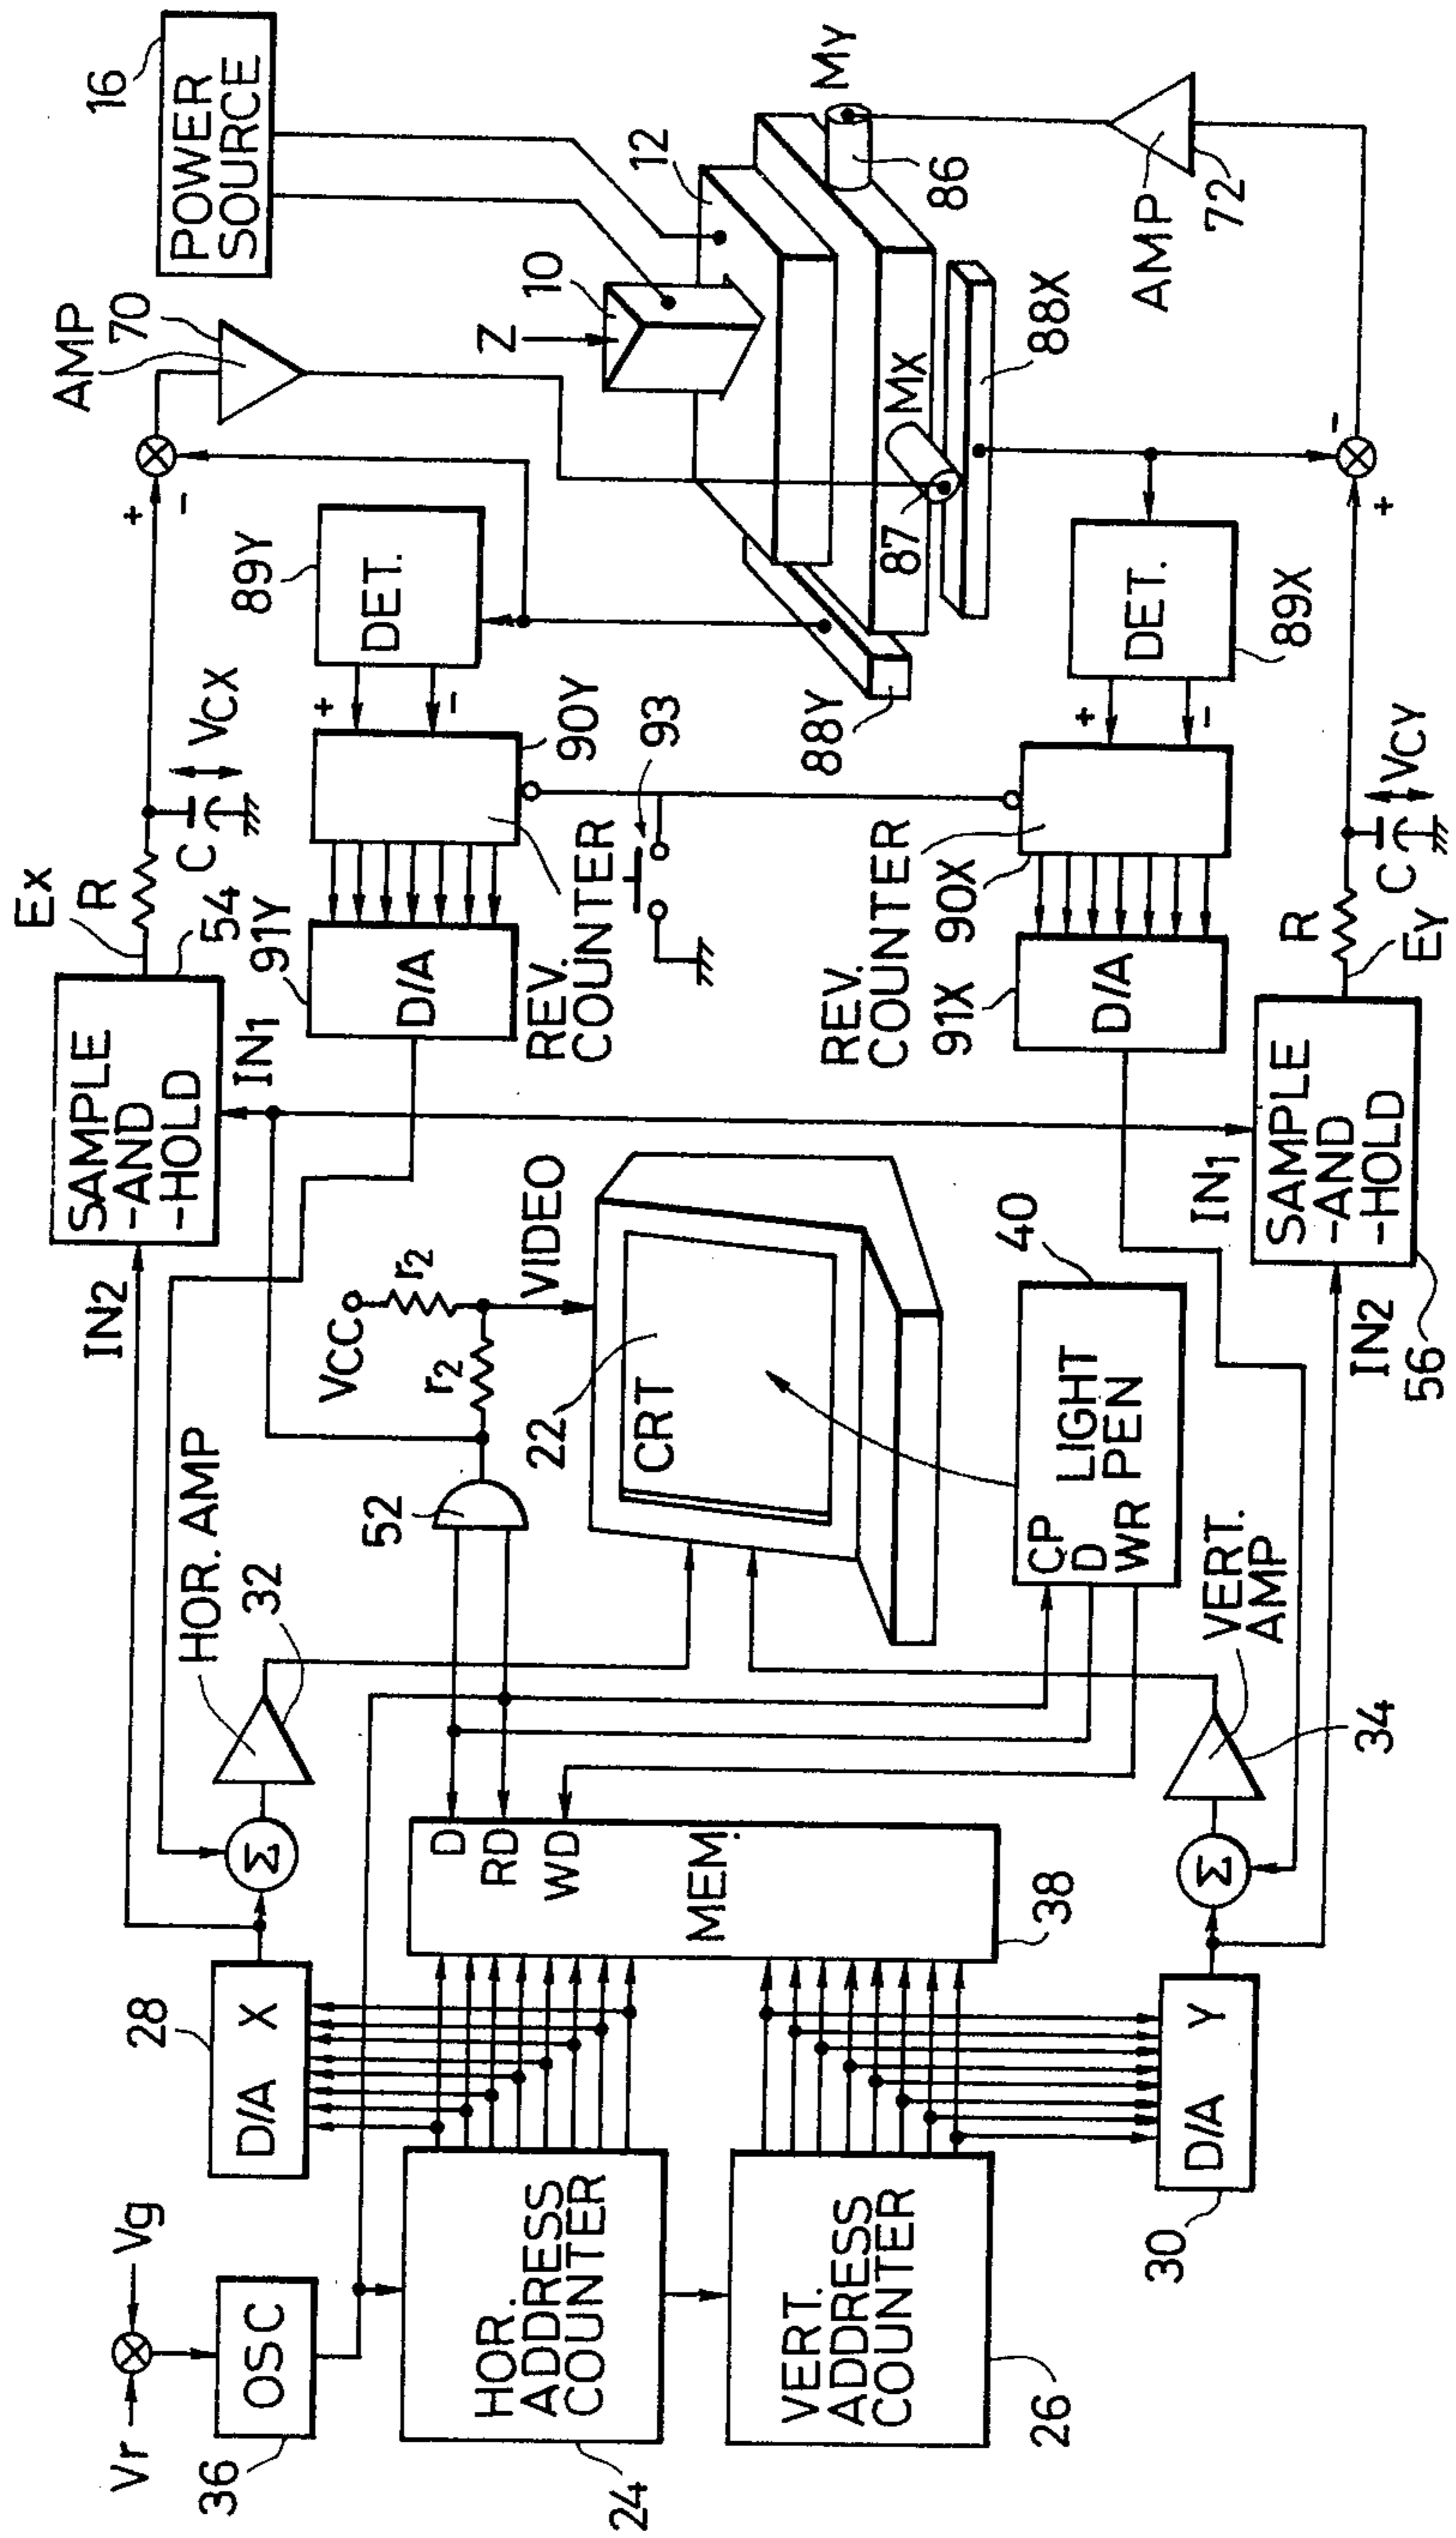 Vr
Vg
36
OSC
28
D/A X
HOR.
ADDRESS
COUNTER
24
VERT.
ADDRESS
COUNTER
26
30
D/A Y
D
RD
WD
MEM.
38
Σ
Σ
HOR. AMP
32
VERT.
AMP
34
52
VCC
r2
r2
VIDEO
22
CRT
40
LIGHT
PEN
CP
D
WR
IN2
SAMPLE
-AND
-HOLD
IN1
54
Ex
R
C
VCX
IN2
56
SAMPLE
-AND
-HOLD
IN1
EY
R
C
VCY
91Y
D/A
REV.
COUNTER
90Y
93
+
-
89Y
DET.
91X
D/A
REV.
COUNTER
90X
+
-
DET.
89X
+
-
AMP
70
+
-
AMP
72
POWER
SOURCE
16
Z
10
12
MY
86
MX
87
88X
88Y